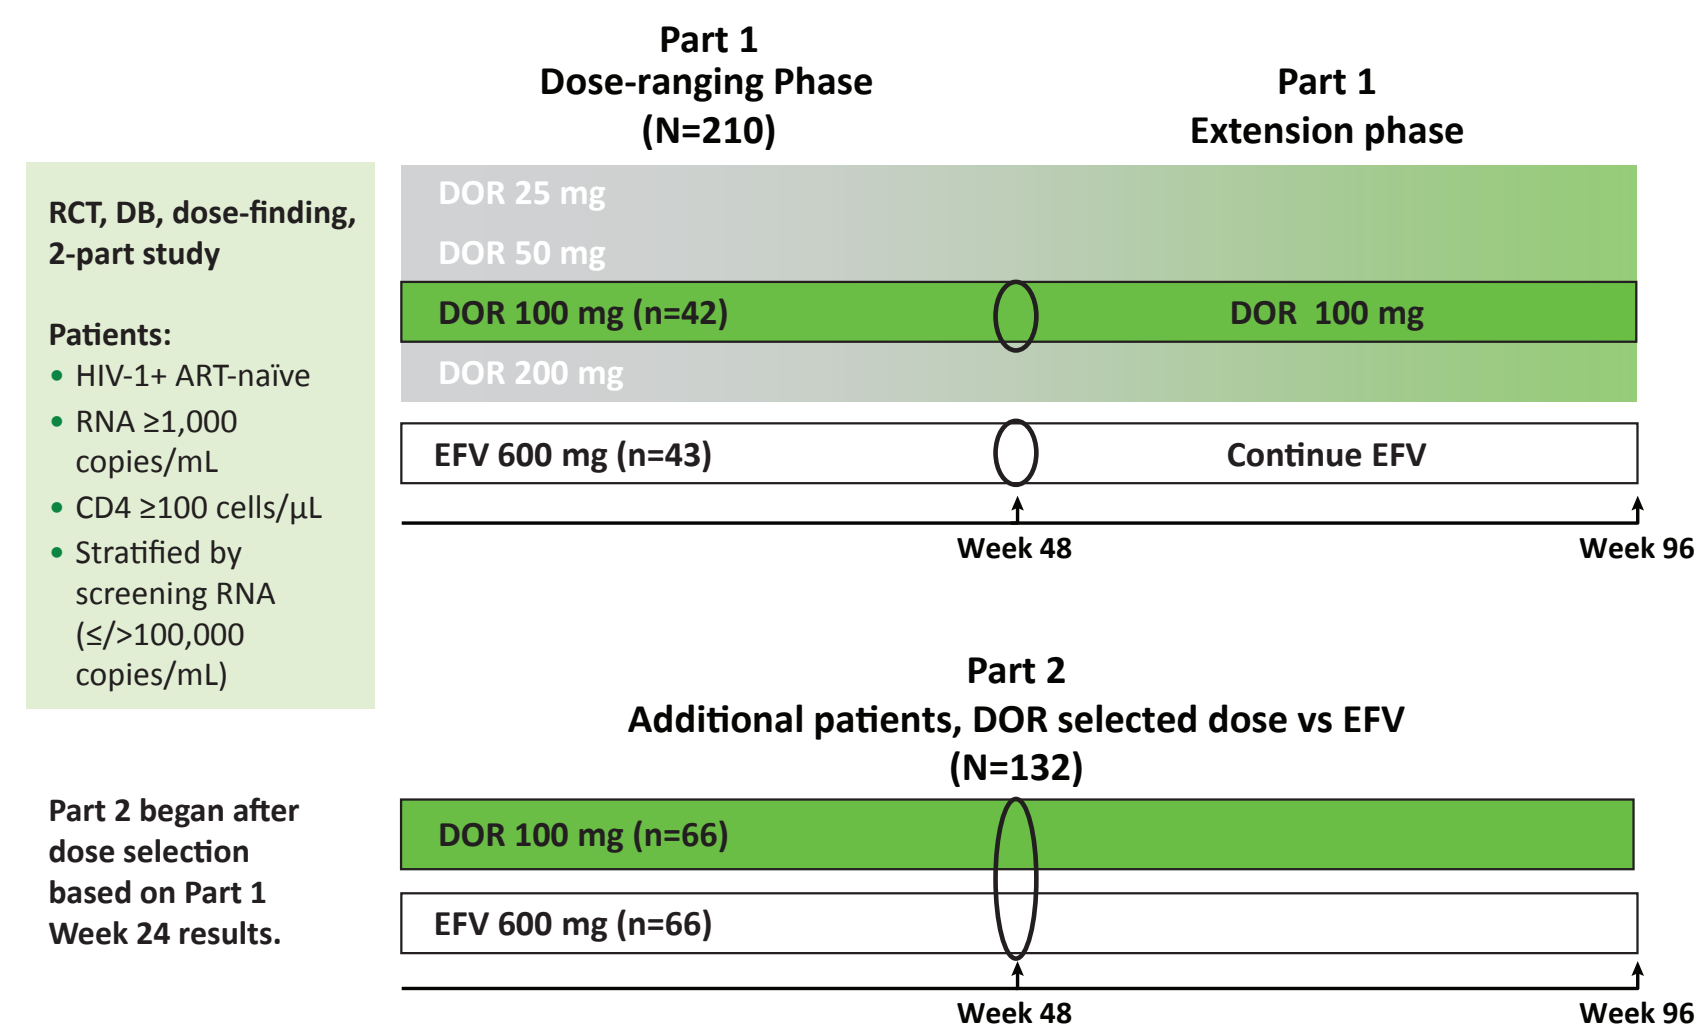 Part 1
Dose-ranging Phase
(N=210)
Part 1
Extension phase
RCT, DB, dose-finding,
2-part study
Patients:
• HIV-1+ ART-naïve
• RNA ≥1,000
copies/mL
• CD4 ≥100 cells/µL
• Stratified by
screening RNA
(≤/>100,000
copies/mL)
DOR 25 mg
DOR 50 mg
DOR 100 mg (n=42)
DOR 100 mg
DOR 200 mg
EFV 600 mg (n=43)
Continue EFV
Week 48
Week 96
Part 2
Additional patients, DOR selected dose vs EFV
(N=132)
Part 2 began after
dose selection
based on Part 1
Week 24 results.
DOR 100 mg (n=66)
EFV 600 mg (n=66)
Week 48
Week 96